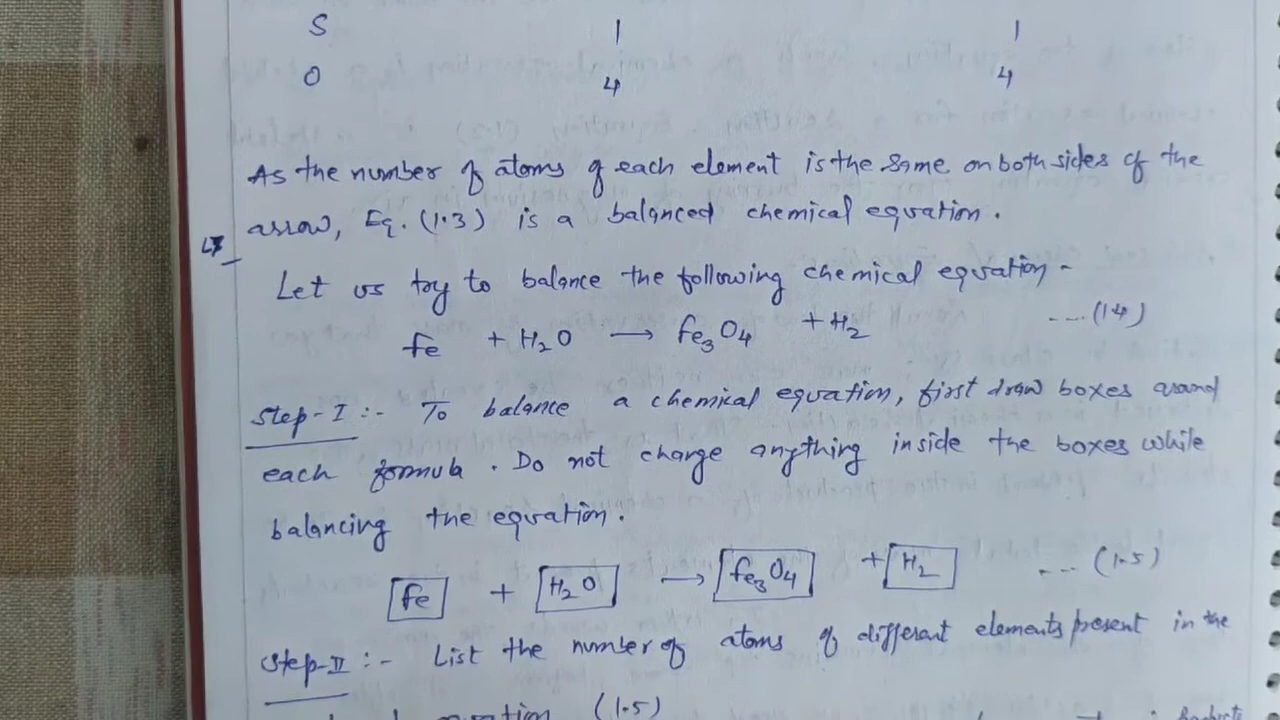 S 1 1
O 4 4
As the number of atoms of each element is the same on both sides of the
arrow, Eq. (1.3) is a balanced chemical equation.
Let us try to balance the following chemical equation -
Fe + H₂O → Fe₃O₄ + H₂ ---(1.4)
Step-I :- To balance a chemical equation, first draw boxes around
each formula. Do not change anything inside the boxes while
balancing the equation.
Fe + H₂O → Fe₃O₄ + H₂ --- (1.5)
Step-II :- List the number of atoms of different elements present in the
equation (1.5)